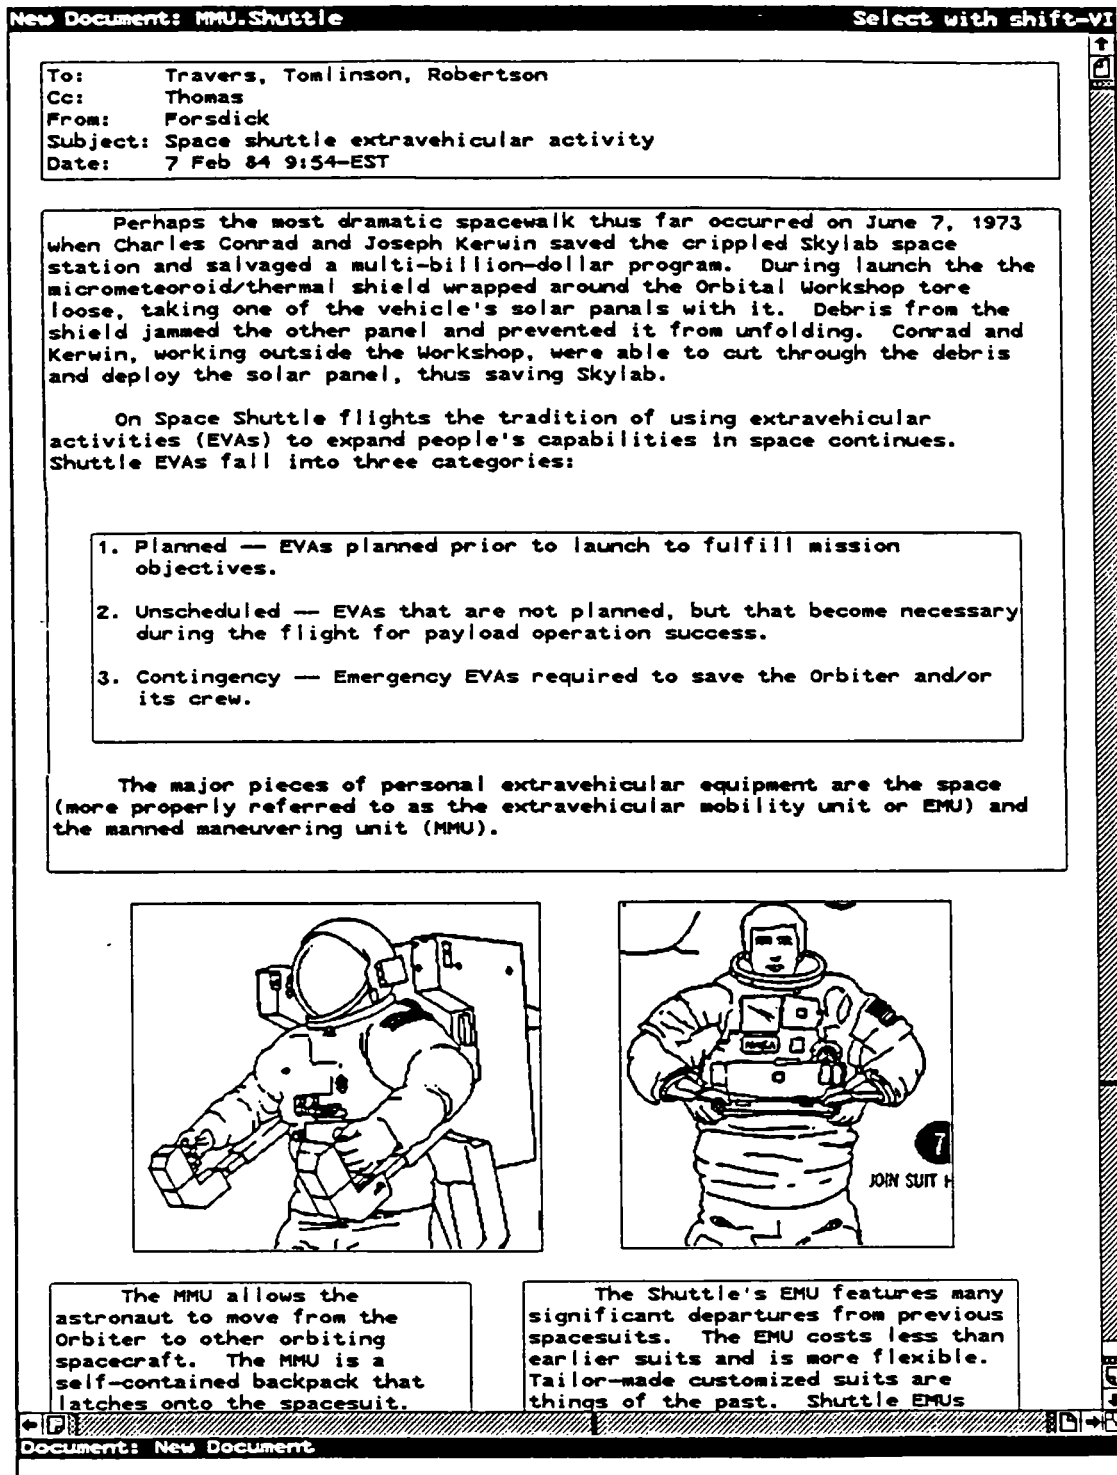 New Document: MMU.Shuttle Select with shift-VI
To: Travers, Tomlinson, Robertson
Cc: Thomas
From: Forsdick
Subject: Space shuttle extravehicular activity
Date: 7 Feb 84 9:54-EST
Perhaps the most dramatic spacewalk thus far occurred on June 7, 1973
when Charles Conrad and Joseph Kerwin saved the crippled Skylab space
station and salvaged a multi-billion-dollar program. During launch the the
micrometeoroid/thermal shield wrapped around the Orbital Workshop tore
loose, taking one of the vehicle's solar panals with it. Debris from the
shield jammed the other panel and prevented it from unfolding. Conrad and
Kerwin, working outside the Workshop, were able to cut through the debris
and deploy the solar panel, thus saving Skylab.
On Space Shuttle flights the tradition of using extravehicular
activities (EVAs) to expand people's capabilities in space continues.
Shuttle EVAs fall into three categories:
1. Planned — EVAs planned prior to launch to fulfill mission
objectives.
2. Unscheduled — EVAs that are not planned, but that become necessary
during the flight for payload operation success.
3. Contingency — Emergency EVAs required to save the Orbiter and/or
its crew.
The major pieces of personal extravehicular equipment are the space
(more properly referred to as the extravehicular mobility unit or EMU) and
the manned maneuvering unit (MMU).
NASA
7
JOIN SUIT H
The MMU allows the
astronaut to move from the
Orbiter to other orbiting
spacecraft. The MMU is a
self-contained backpack that
latches onto the spacesuit.
The Shuttle's EMU features many
significant departures from previous
spacesuits. The EMU costs less than
earlier suits and is more flexible.
Tailor-made customized suits are
things of the past. Shuttle EMUs
Document: New Document